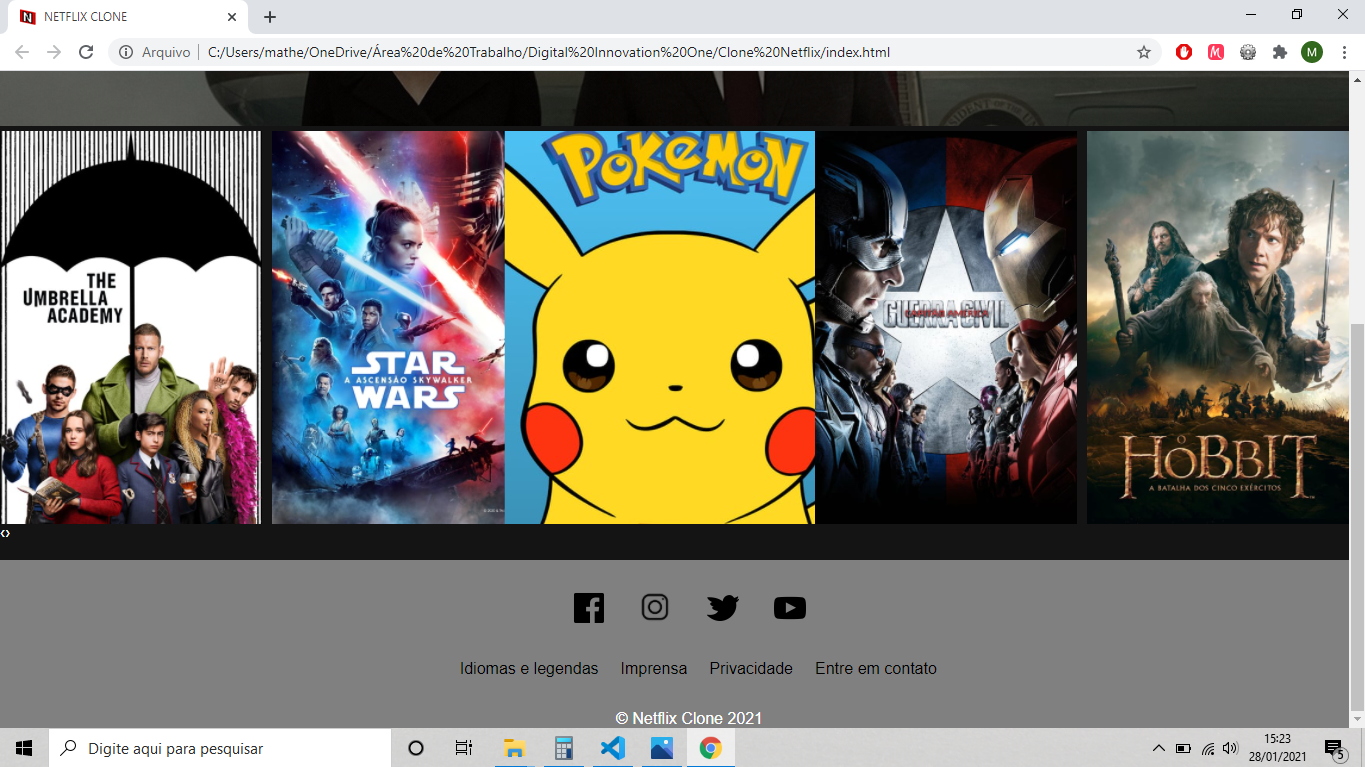 NETFLIX CLONE
Arquivo | C:/Users/mathe/OneDrive/Área%20de%20Trabalho/Digital%20Innovation%20One/Clone%20Netflix/index.html
M
THE
UMBRELLA
ACADEMY
STAR
A ASCENSÃO SKYWALKER
WARS
POKéMON
CAPITÃO AMÉRICA
GUERRA CIVIL
O
HOBBIT
A BATALHA DOS CINCO EXÉRCITOS
‹›
Idiomas e legendas Imprensa Privacidade Entre em contato
© Netflix Clone 2021
Digite aqui para pesquisar
15:23
28/01/2021
5